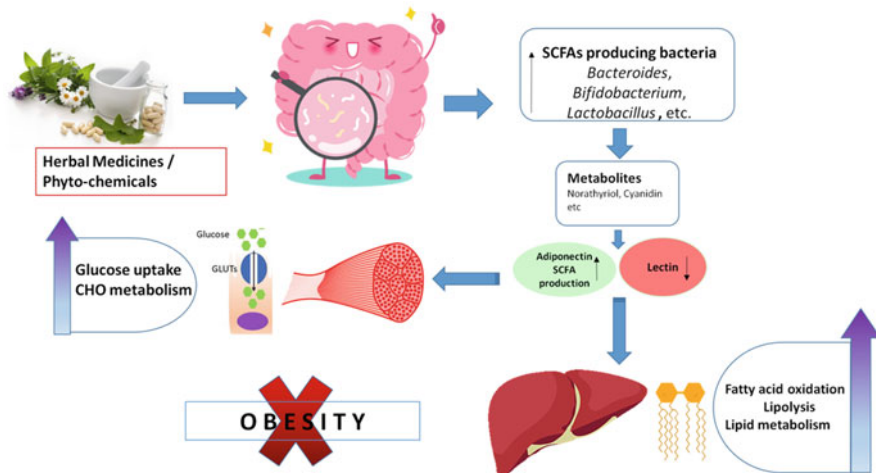 SCFAs producing bacteria
Bacteroides,
Bifidobacterium,
Lactobacillus, etc.
Herbal Medicines /
Phyto-chemicals
Metabolites
Norathyriol, Cyanidin
etc
Adiponectin
SCFA
production
Lectin
Glucose
GLUTs
Glucose uptake
CHO metabolism
Fatty acid oxidation
Lipolysis
Lipid metabolism
OBESITY